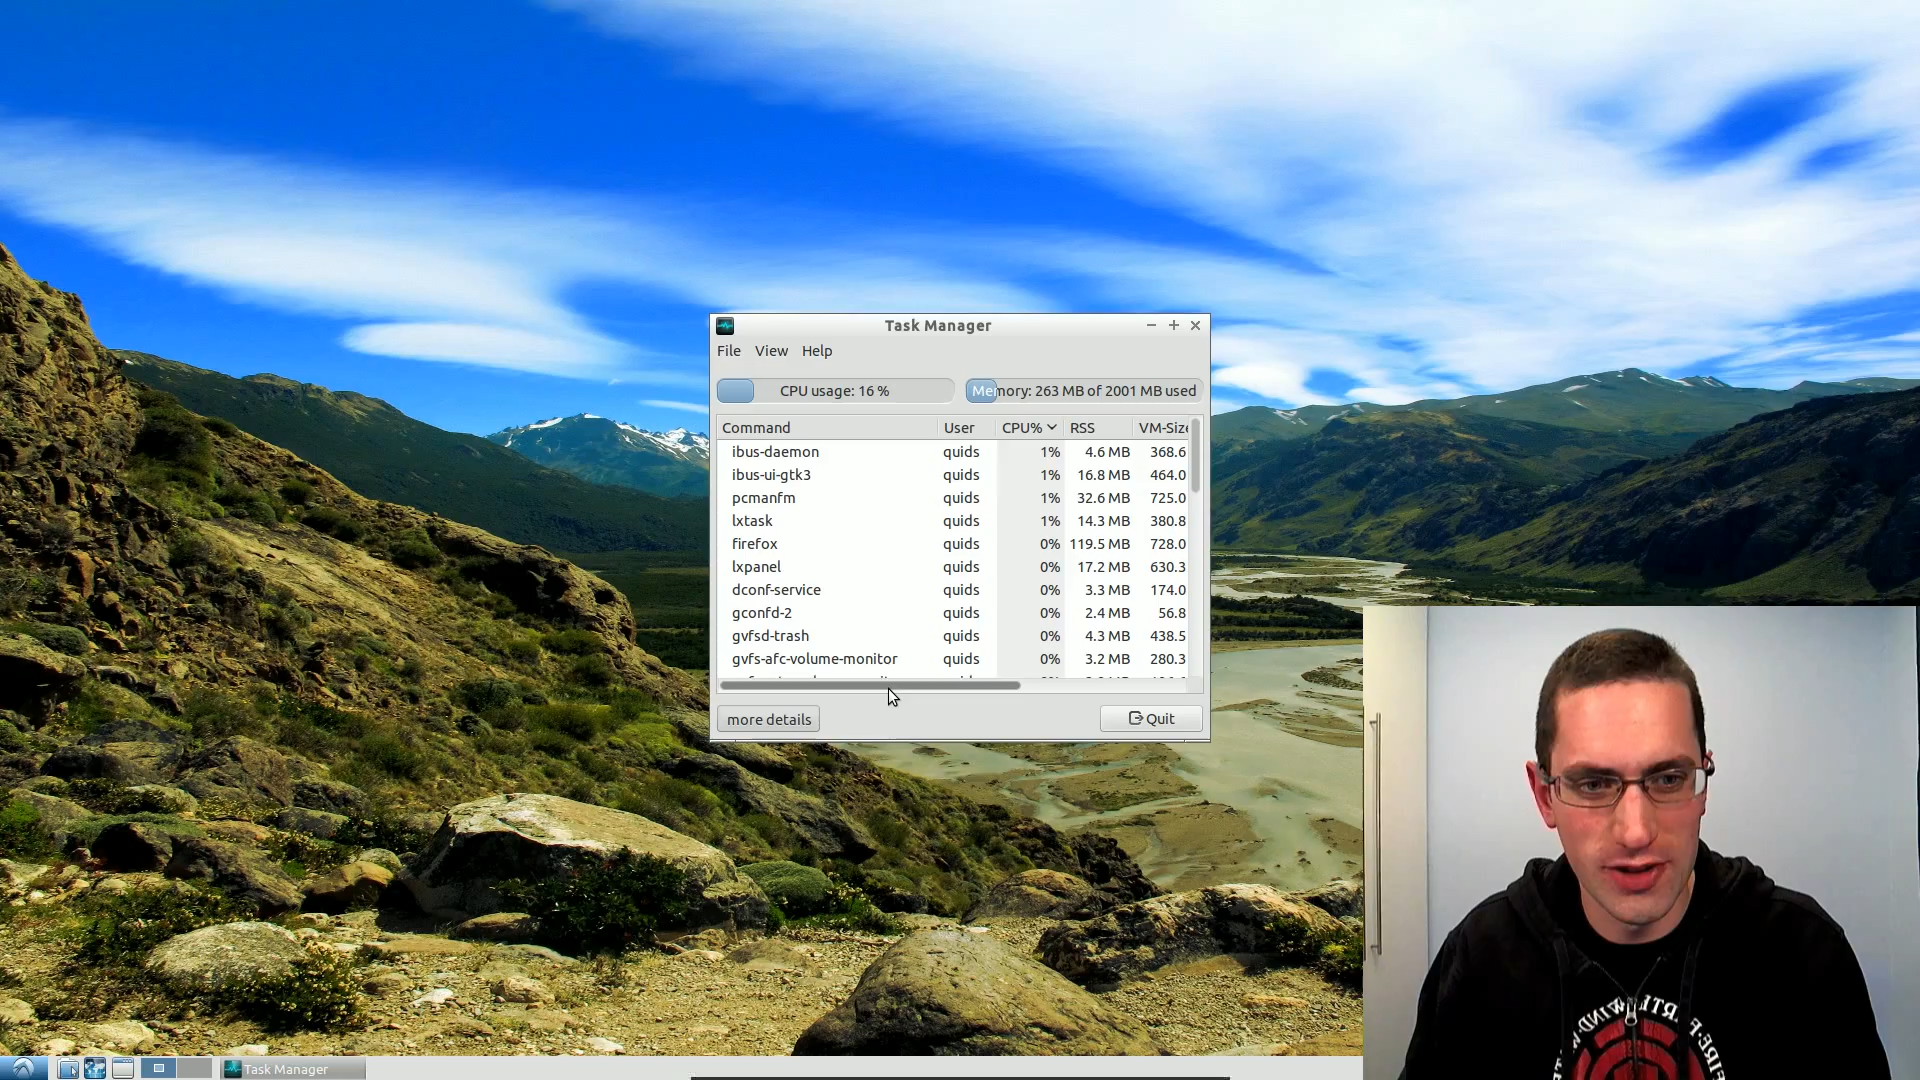 Task Manager
File View Help
CPU usage: 16 % Memory: 263 MB of 2001 MB used
Command User CPU% RSS VM-Size
ibus-daemon quids 1% 4.6 MB 368.6
ibus-ui-gtk3 quids 1% 16.8 MB 464.0
pcmanfm quids 1% 32.6 MB 725.0
lxtask quids 1% 14.3 MB 380.8
firefox quids 0% 119.5 MB 728.0
lxpanel quids 0% 17.2 MB 630.3
dconf-service quids 0% 3.3 MB 174.0
gconfd-2 quids 0% 2.4 MB 56.8
gvfsd-trash quids 0% 4.3 MB 438.5
gvfs-afc-volume-monitor quids 0% 3.2 MB 280.3
more details Quit
Task Manager